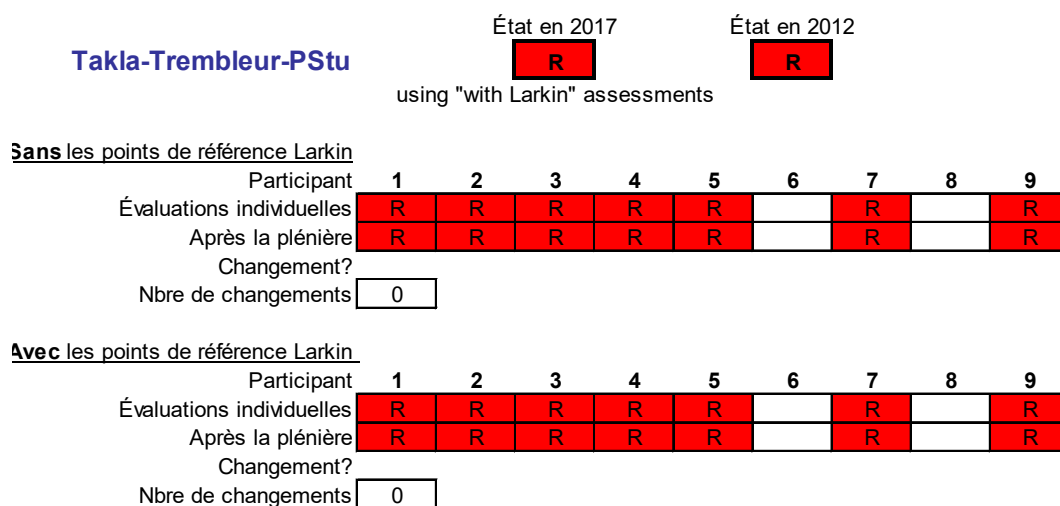 État en 2017 État en 2012
Takla-Trembleur-PStu R R
using "with Larkin" assessments
Sans les points de référence Larkin
Participant 1 2 3 4 5 6 7 8 9
Évaluations individuelles R R R R R R R
Après la plénière R R R R R R R
Changement?
Nbre de changements 0
Avec les points de référence Larkin
Participant 1 2 3 4 5 6 7 8 9
Évaluations individuelles R R R R R R R
Après la plénière R R R R R R R
Changement?
Nbre de changements 0